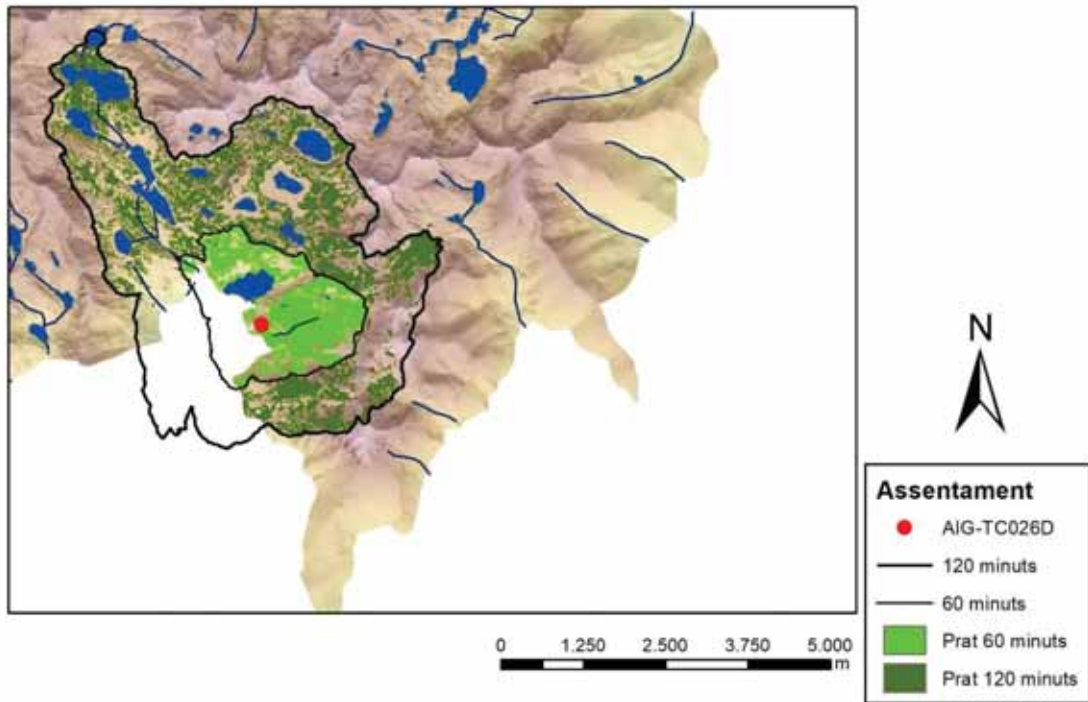 N
Assentament
AIG-TC026D
120 minuts
60 minuts
Prat 60 minuts
Prat 120 minuts
0 1.250 2.500 3.750 5.000
m